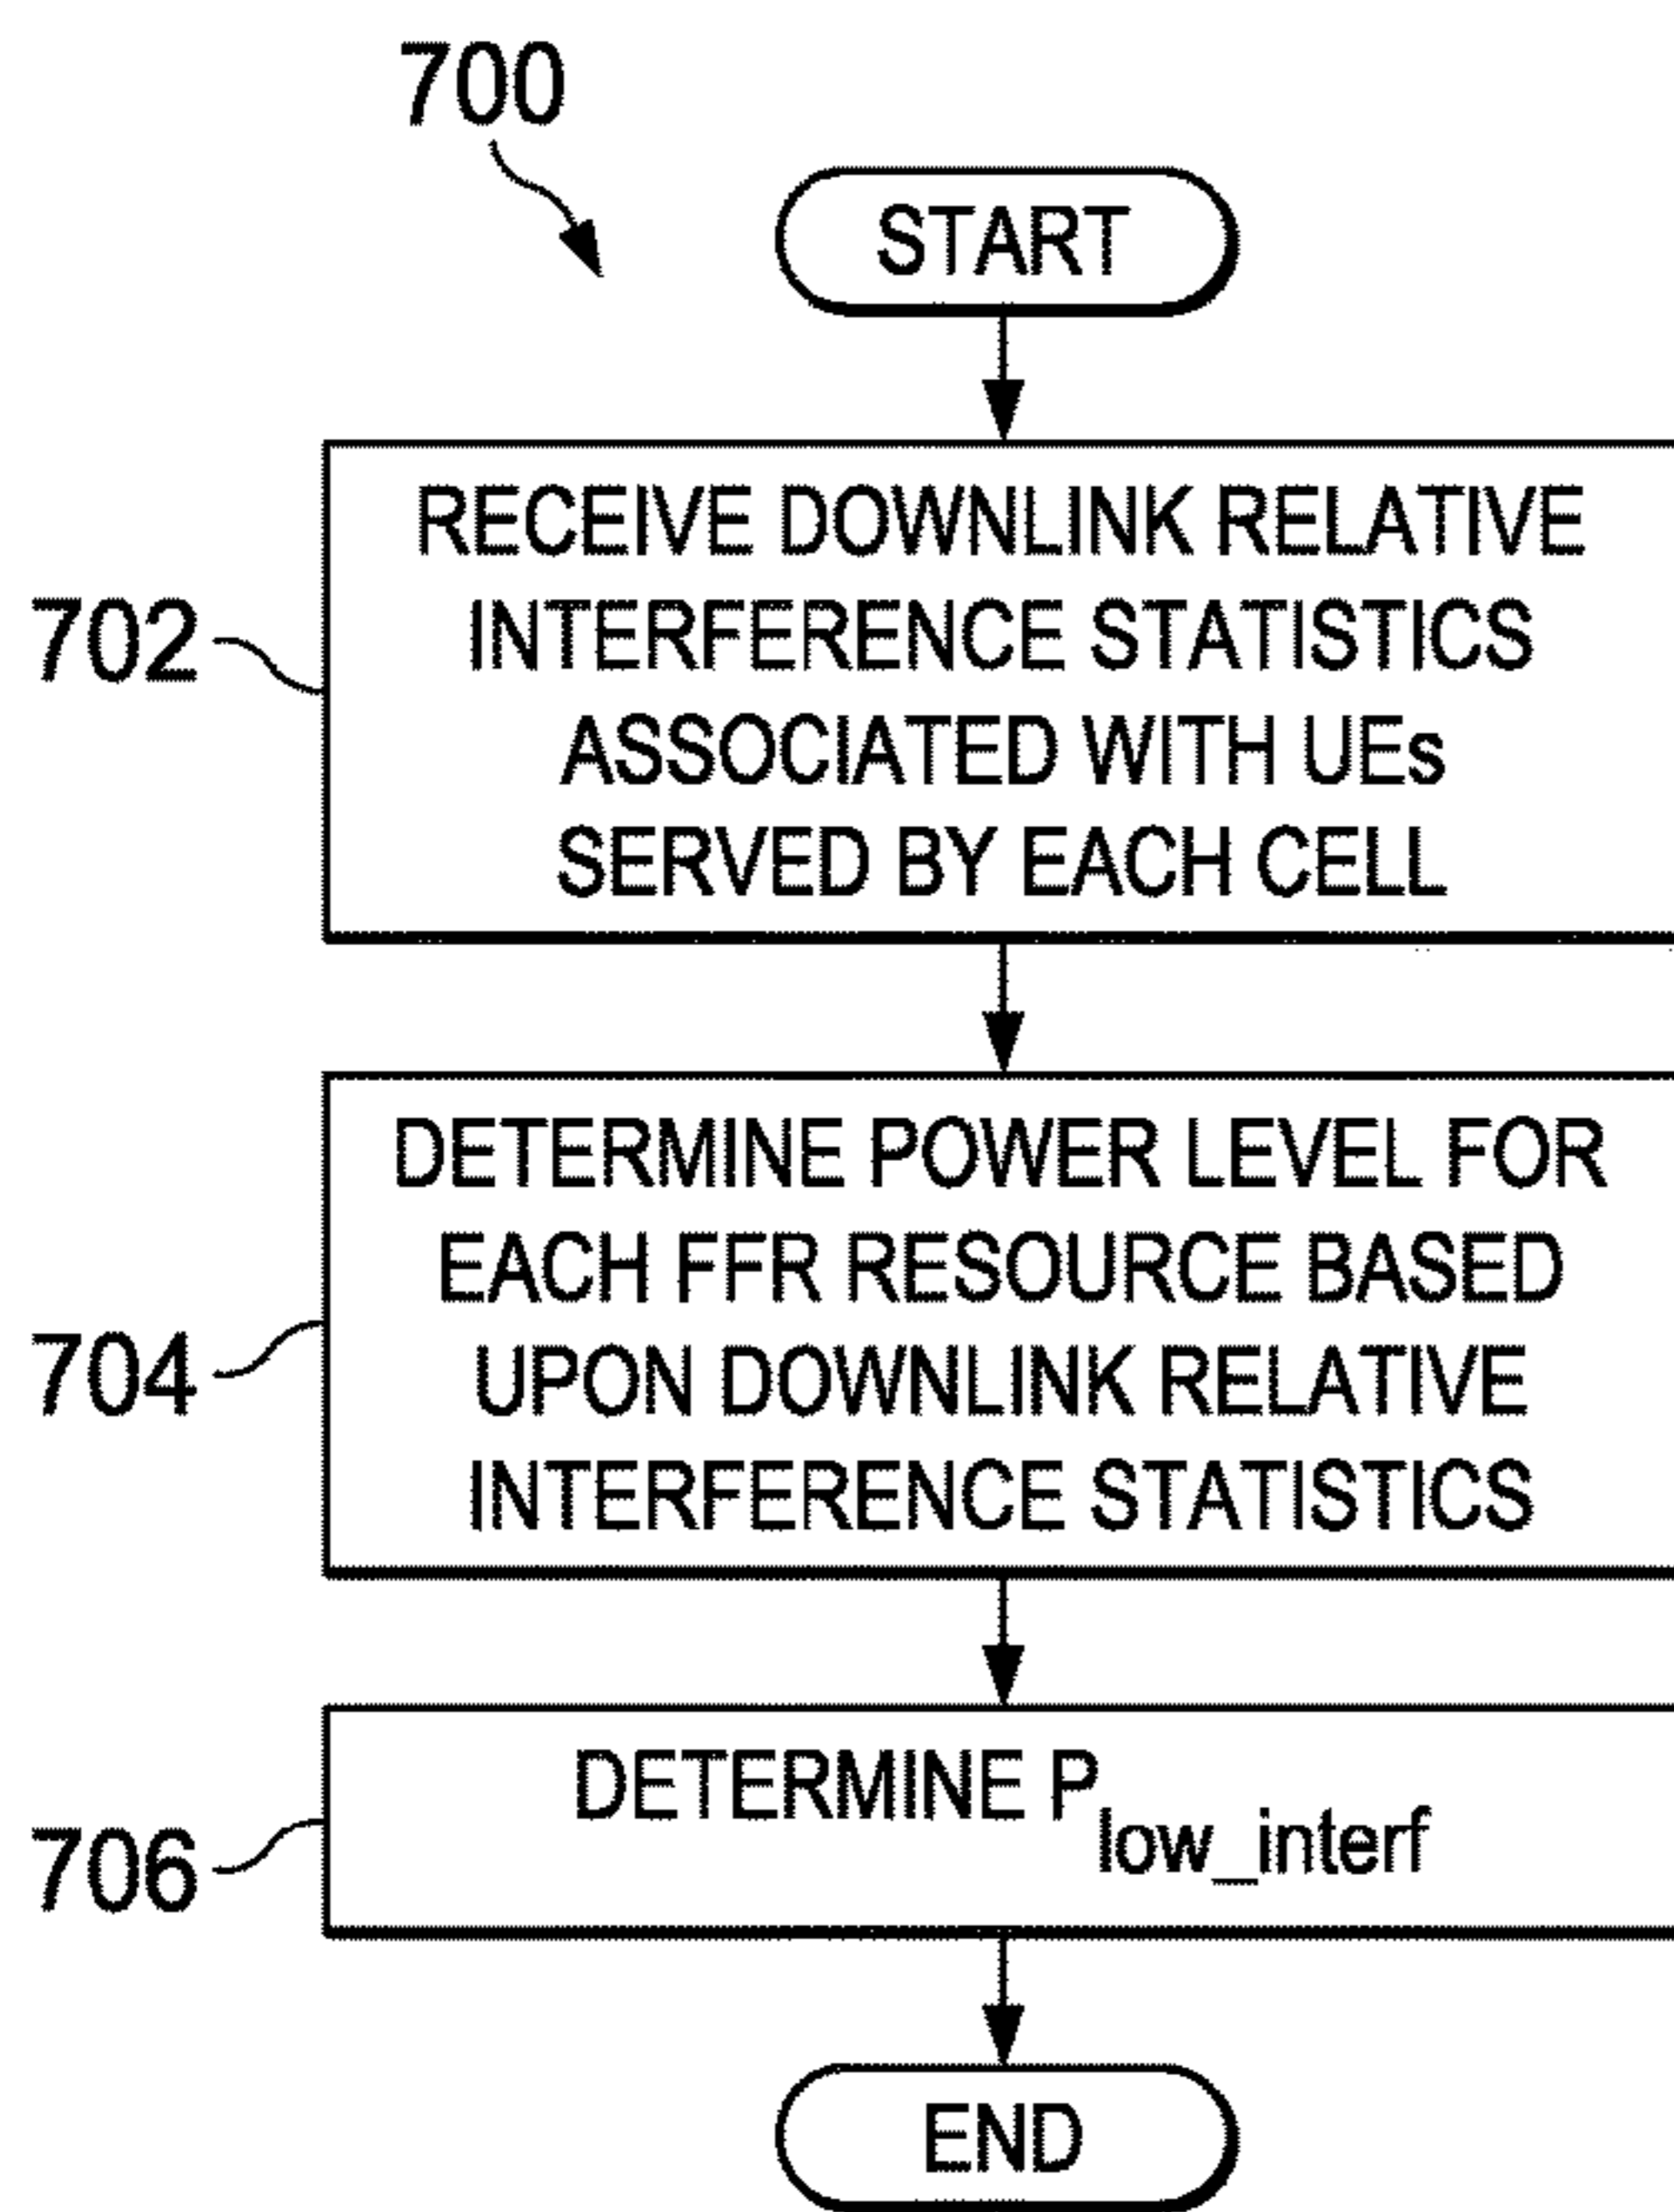 700
START
702
RECEIVE DOWNLINK RELATIVE
INTERFERENCE STATISTICS
ASSOCIATED WITH UEs
SERVED BY EACH CELL
704
DETERMINE POWER LEVEL FOR
EACH FFR RESOURCE BASED
UPON DOWNLINK RELATIVE
INTERFERENCE STATISTICS
706
DETERMINE P low_interf
END